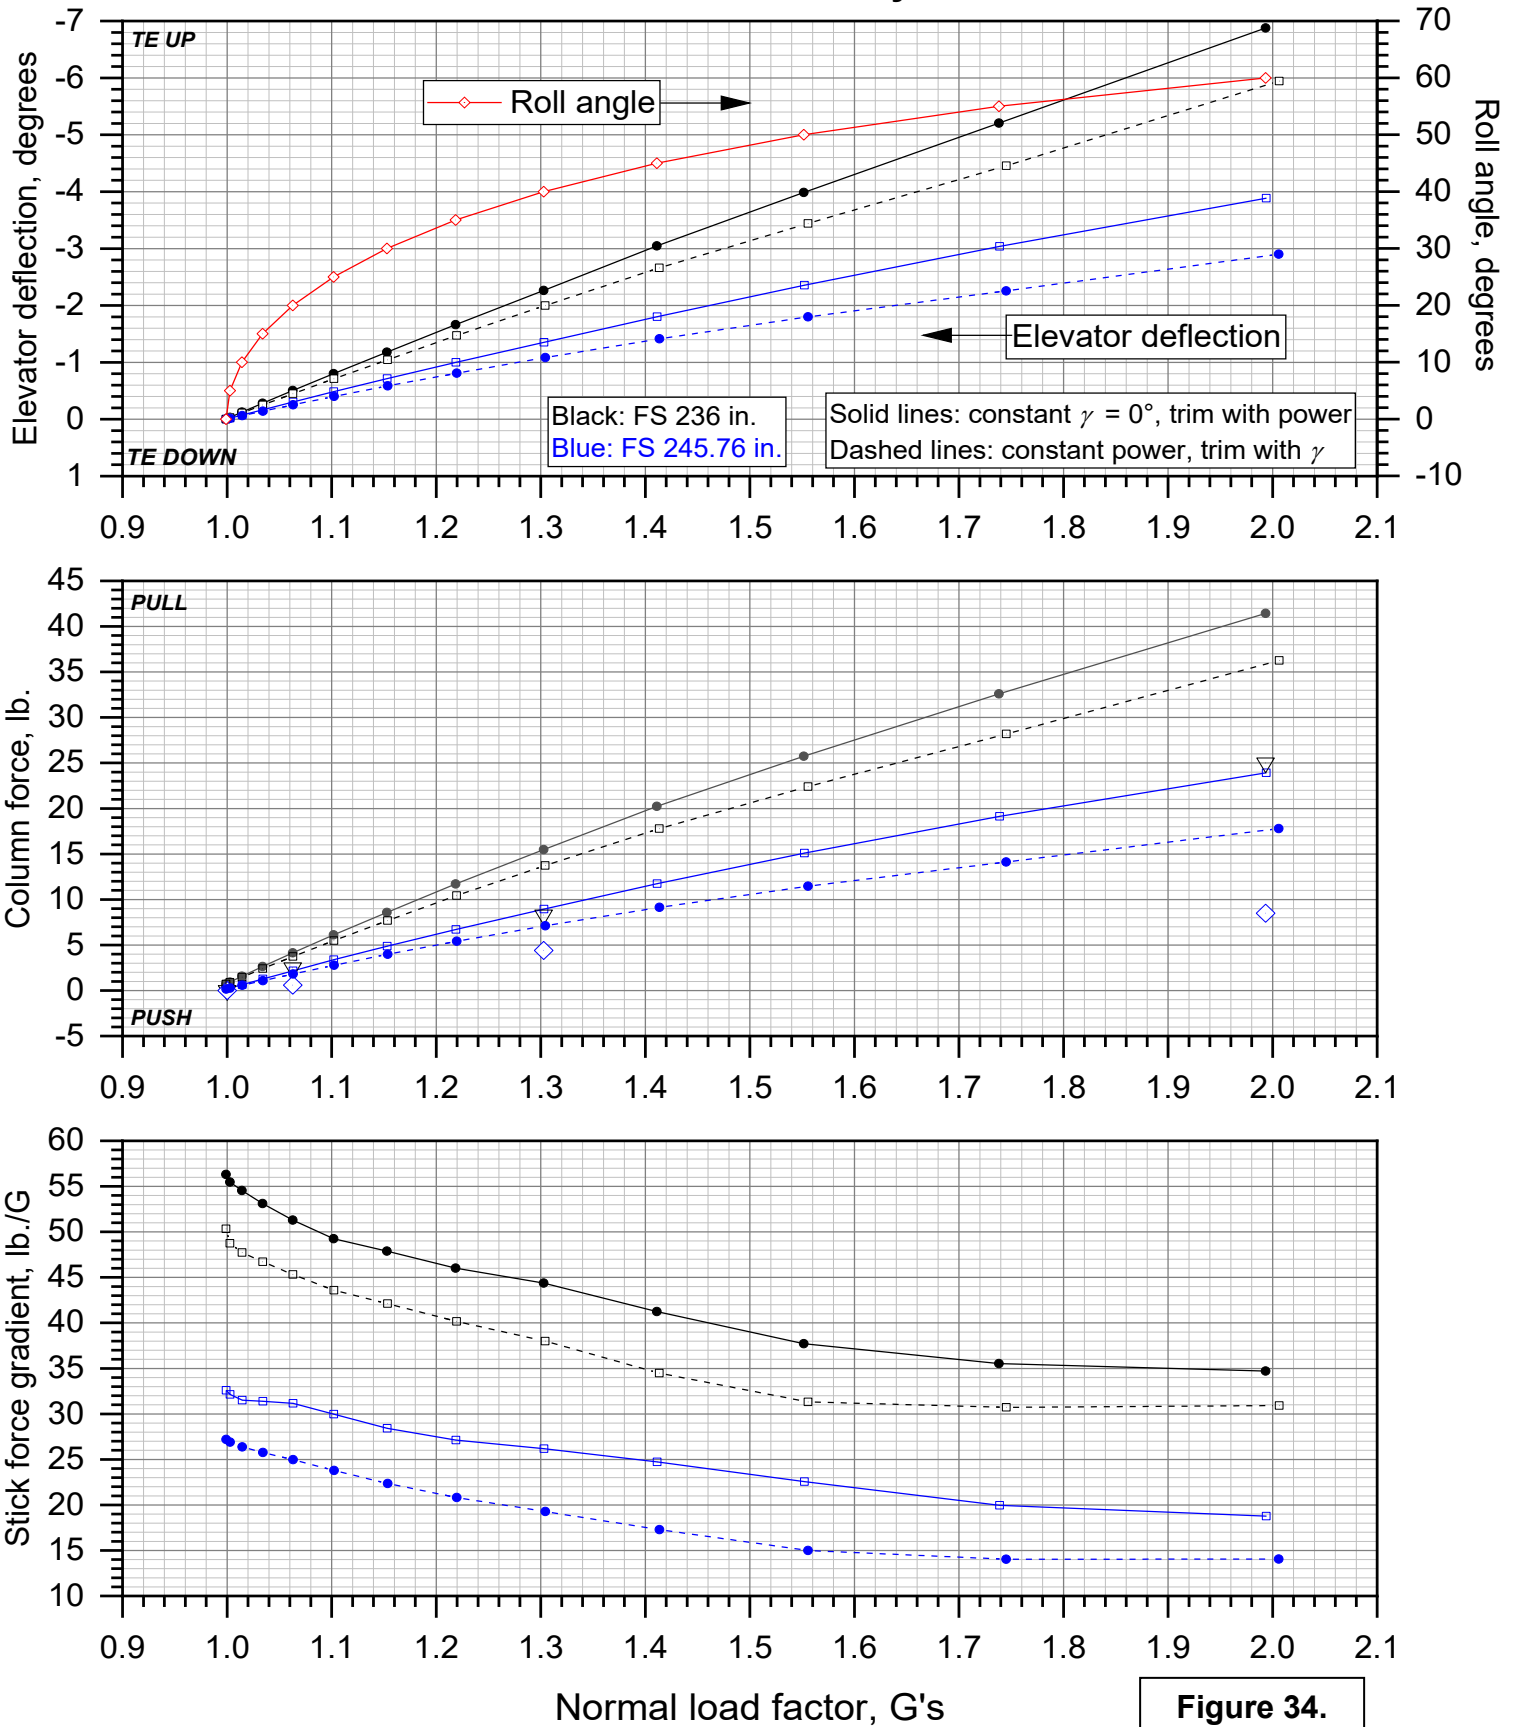 -7
-6
-5
-4
-3
-2
-1
0
1
70
60
50
40
30
20
10
0
-10
Elevator deflection, degrees
Roll angle, degrees
TE UP
Roll angle
Elevator deflection
Black: FS 236 in.
Blue: FS 245.76 in.
Solid lines: constant γ = 0°, trim with power
Dashed lines: constant power, trim with γ
TE DOWN
0.9 1.0 1.1 1.2 1.3 1.4 1.5 1.6 1.7 1.8 1.9 2.0 2.1
45
40
35
30
25
20
15
10
5
0
-5
Column force, lb.
PULL
PUSH
0.9 1.0 1.1 1.2 1.3 1.4 1.5 1.6 1.7 1.8 1.9 2.0 2.1
60
55
50
45
40
35
30
25
20
15
10
Stick force gradient, lb./G
0.9 1.0 1.1 1.2 1.3 1.4 1.5 1.6 1.7 1.8 1.9 2.0 2.1
Normal load factor, G's
Figure 34.